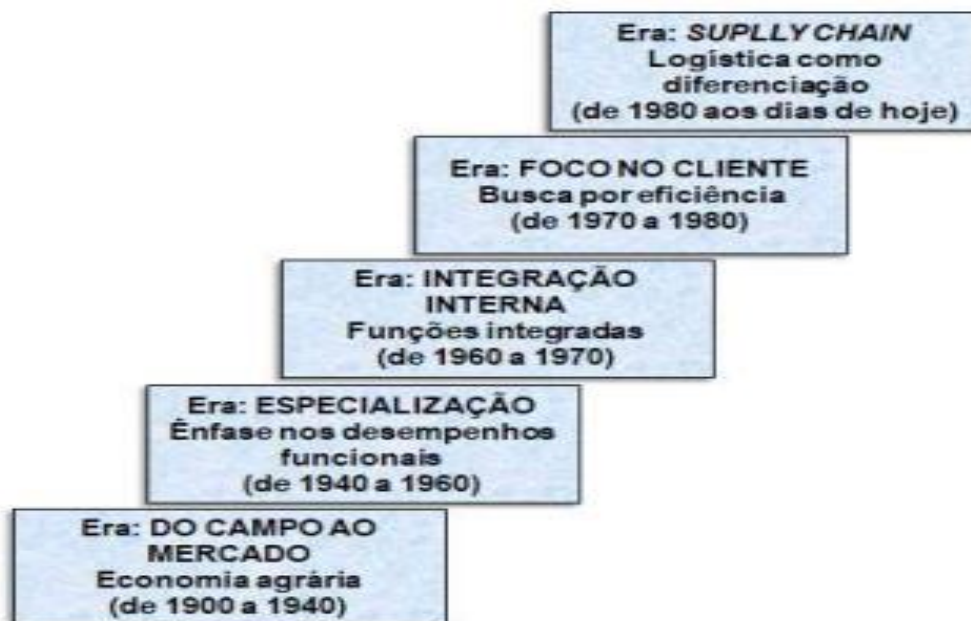 Era: SUPLLY CHAIN
Logística como
diferenciação
(de 1980 aos dias de hoje)
Era: FOCO NO CLIENTE
Busca por eficiência
(de 1970 a 1980)
Era: INTEGRAÇÃO
INTERNA
Funções integradas
(de 1960 a 1970)
Era: ESPECIALIZAÇÃO
Ênfase nos desempenhos
funcionais
(de 1940 a 1960)
Era: DO CAMPO AO
MERCADO
Economia agrária
(de 1900 a 1940)